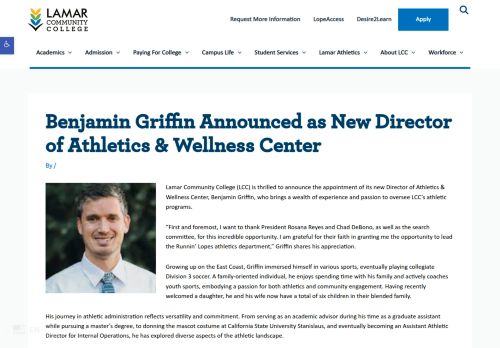 LAMAR
COMMUNITY
COLLEGE
Request More Information LopeAccess Desire2Learn Apply
Academics Admission Paying For College Campus Life Student Services Lamar Athletics About LCC Workforce
Benjamin Griffin Announced as New Director
of Athletics & Wellness Center
By /
Lamar Community College (LCC) is thrilled to announce the appointment of its new Director of Athletics &
Wellness Center, Benjamin Griffin, who brings a wealth of experience and passion to oversee LCC's athletic
programs.
"First and foremost, I want to thank President Rosana Reyes and Chad DeBono, as well as the search
committee, for this incredible opportunity. I am grateful for their faith in granting me the opportunity to lead
the Runnin' Lopes athletics department," Griffin shares his appreciation.
Growing up on the East Coast, Griffin immersed himself in various sports, eventually playing collegiate
Division 3 soccer. A family-oriented individual, he enjoys spending time with his family and actively coaches
youth sports, embodying a passion for both athletics and community engagement. Having recently
welcomed a daughter, he and his wife now have a total of six children in their blended family.
His journey in athletic administration reflects versatility and commitment. From serving as an academic advisor during his time as a graduate assistant
while pursuing a master's degree, to donning the mascot costume at California State University Stanislaus, and eventually becoming an Assistant Athletic
Director for Internal Operations, he has explored diverse aspects of the athletic landscape.
EN